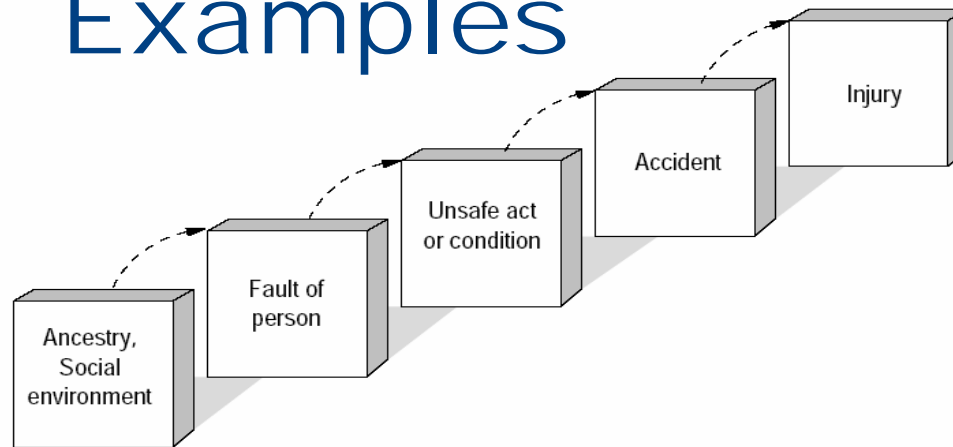 Examples
Ancestry,
Social
environment
Fault of
person
Unsafe act
or condition
Accident
Injury